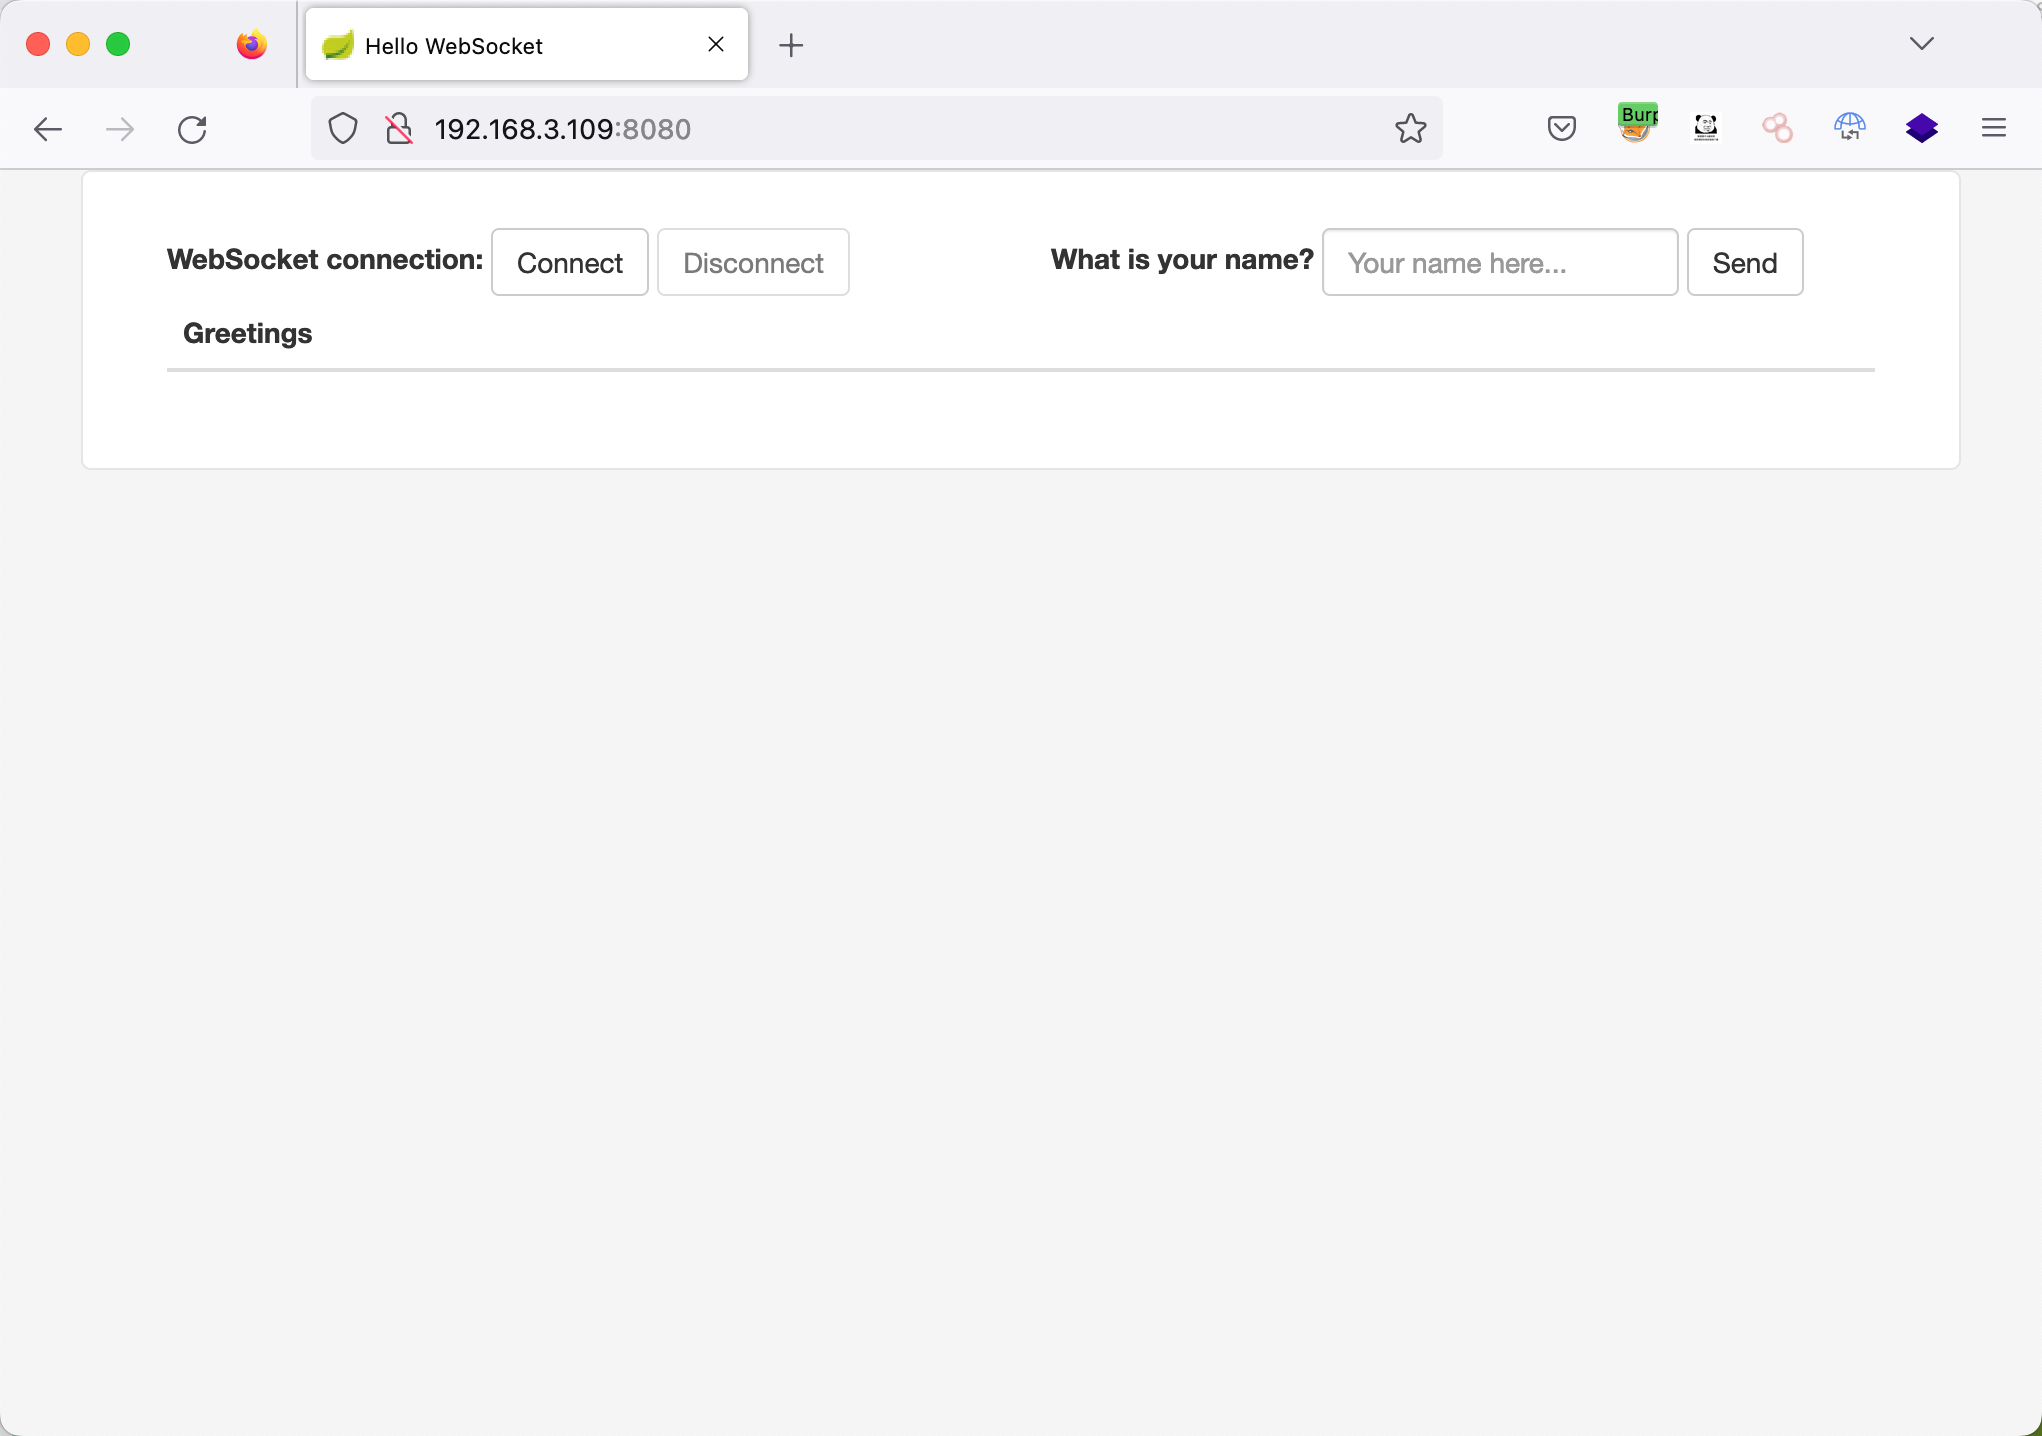 Hello WebSocket
192.168.3.109:8080
Burp
WebSocket connection: Connect Disconnect What is your name? Your name here... Send
Greetings